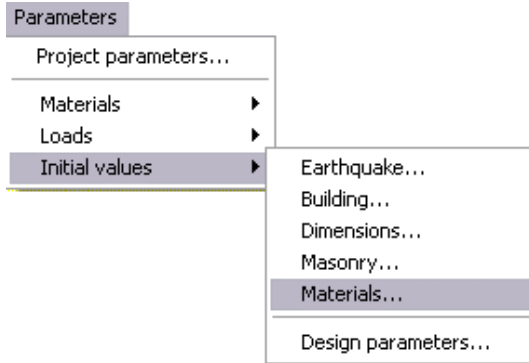 Parameters
Project parameters...
Materials
Loads
Initial values
Earthquake...
Building...
Dimensions...
Masonry...
Materials...
Design parameters...